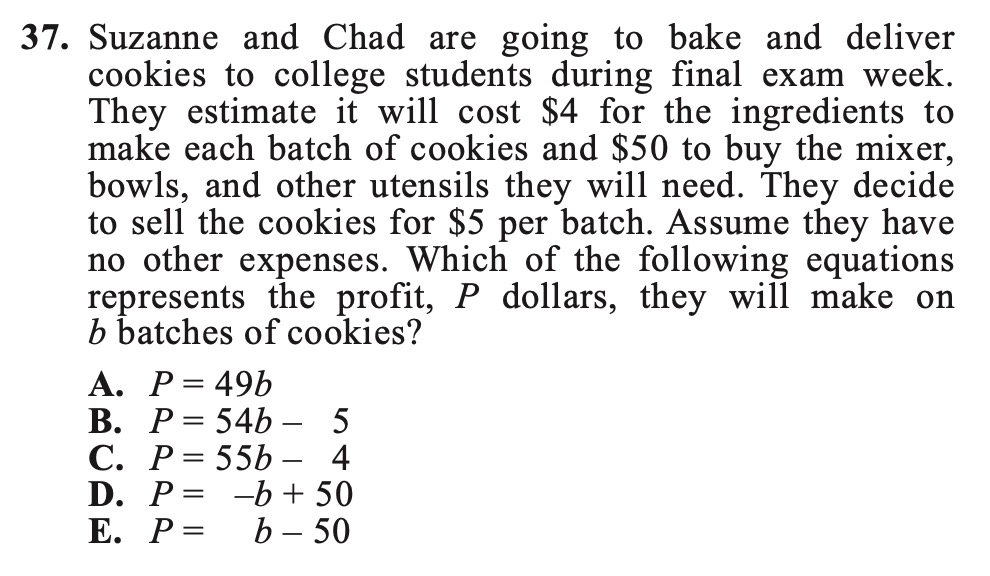 37. Suzanne and Chad are going to bake and deliver
cookies to college students during final exam week.
They estimate it will cost $4 for the ingredients to
make each batch of cookies and $50 to buy the mixer,
bowls, and other utensils they will need. They decide
to sell the cookies for $5 per batch. Assume they have
no other expenses. Which of the following equations
represents the profit, P dollars, they will make on
b batches of cookies?
A. P = 49b
B. P = 54b – 5
C. P = 55b – 4
D. P = –b + 50
E. P = b – 50